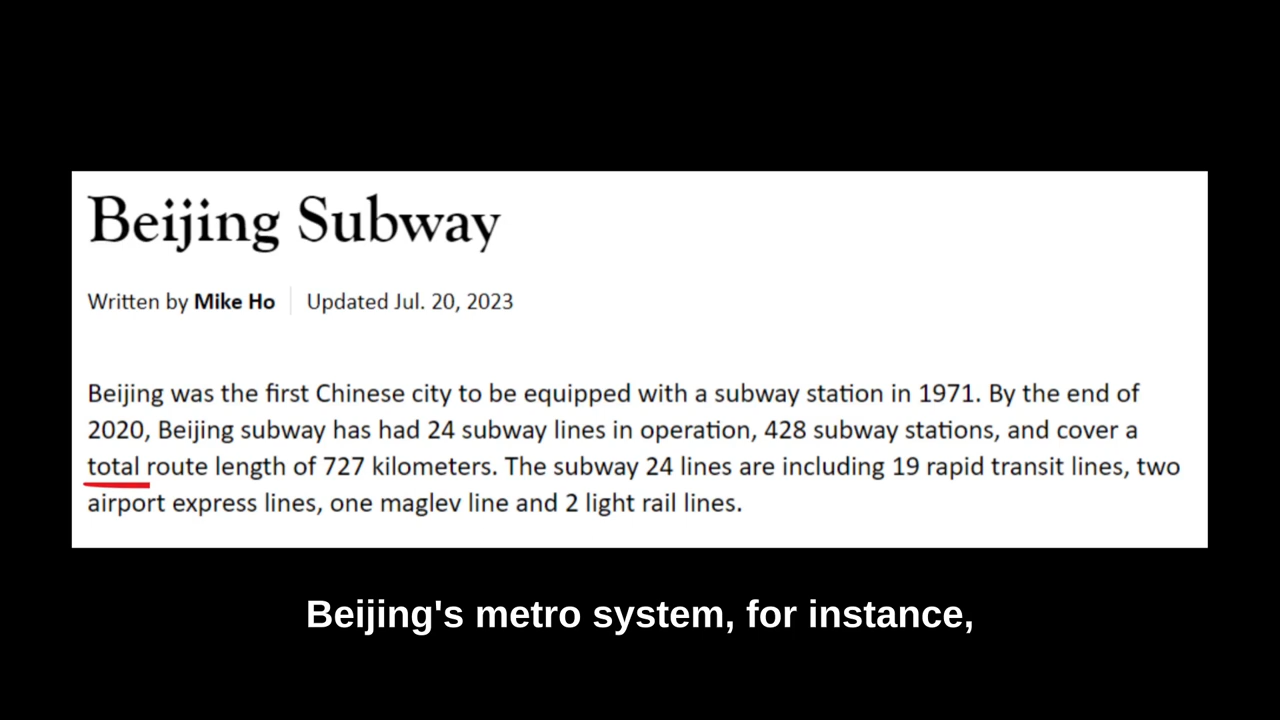 Beijing Subway
Written by Mike Ho Updated Jul. 20, 2023
Beijing was the first Chinese city to be equipped with a subway station in 1971. By the end of
2020, Beijing subway has had 24 subway lines in operation, 428 subway stations, and cover a
total route length of 727 kilometers. The subway 24 lines are including 19 rapid transit lines, two
airport express lines, one maglev line and 2 light rail lines.
Beijing's metro system, for instance,